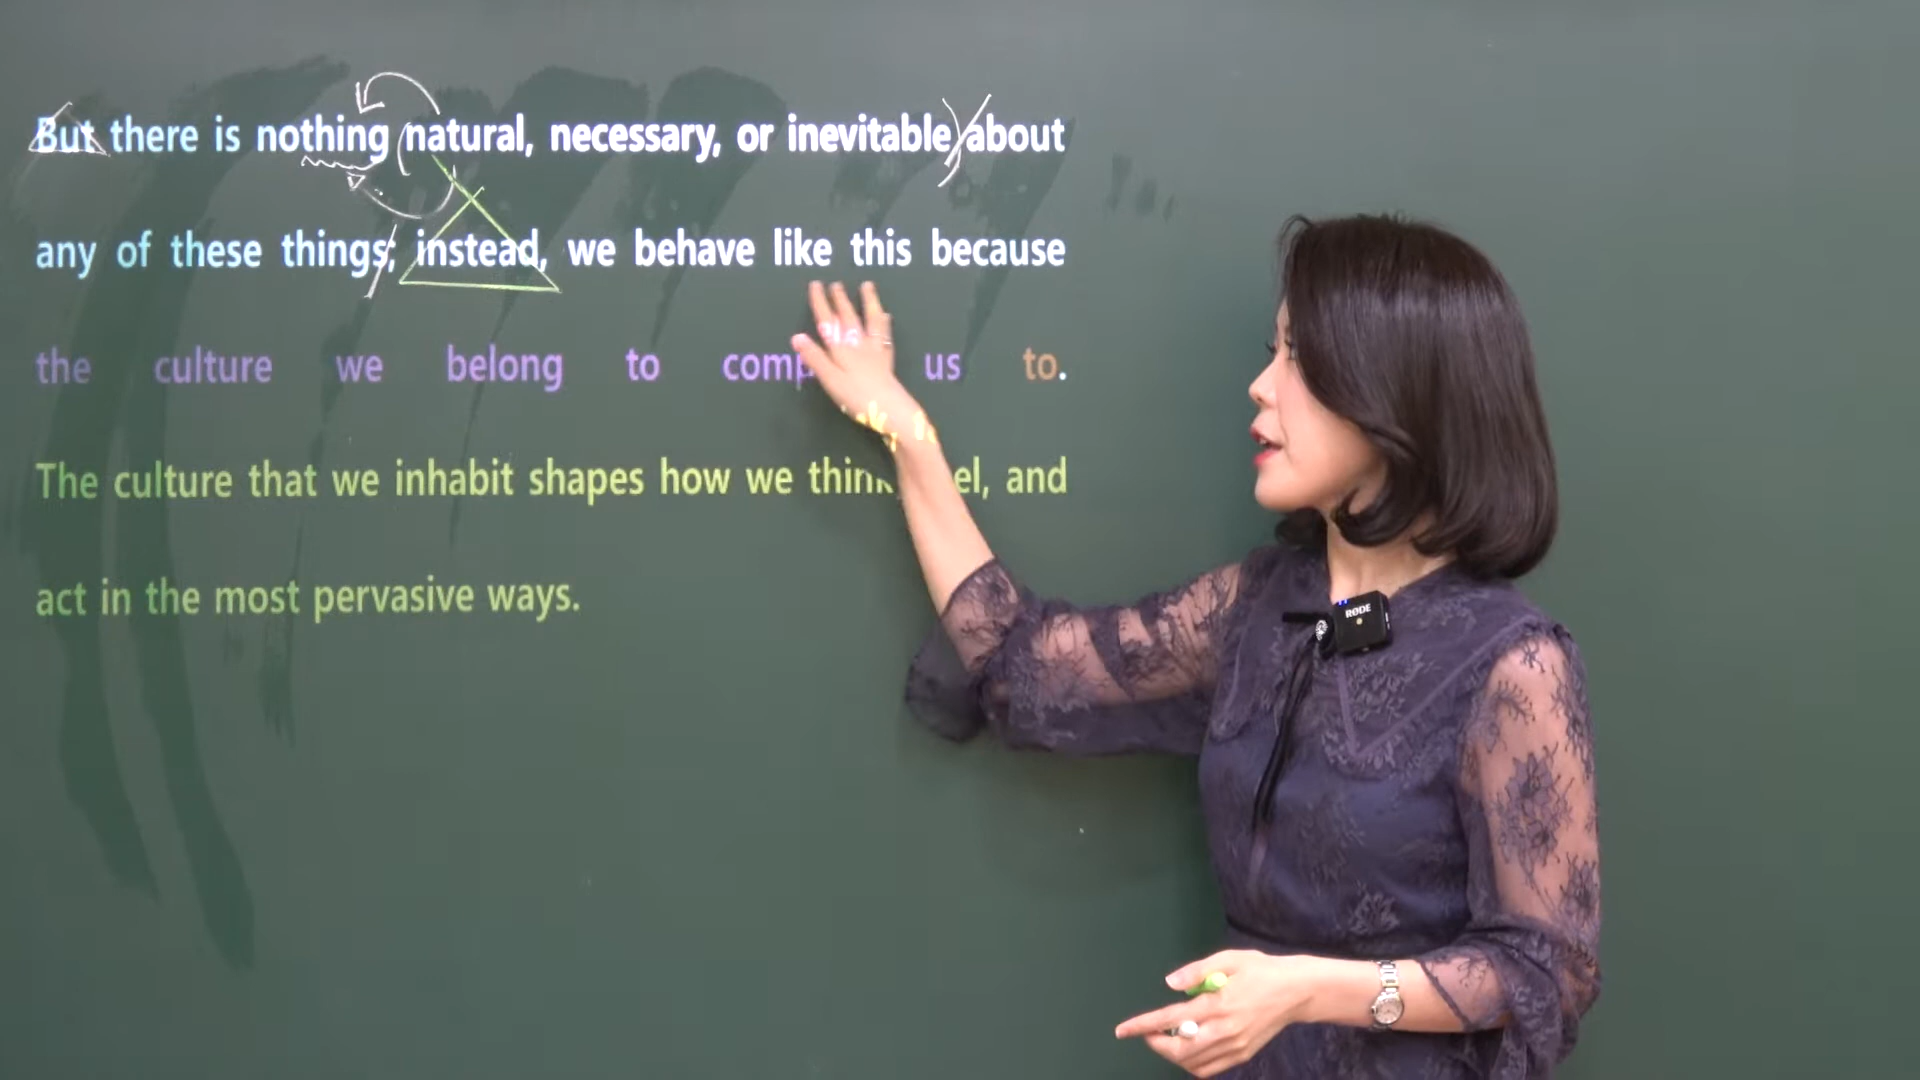 But there is nothing natural, necessary, or inevitable about
any of these things; instead, we behave like this because
the culture we belong to us to.
The culture that we inhabit shapes how we think, and
act in the most pervasive ways.
RØDE